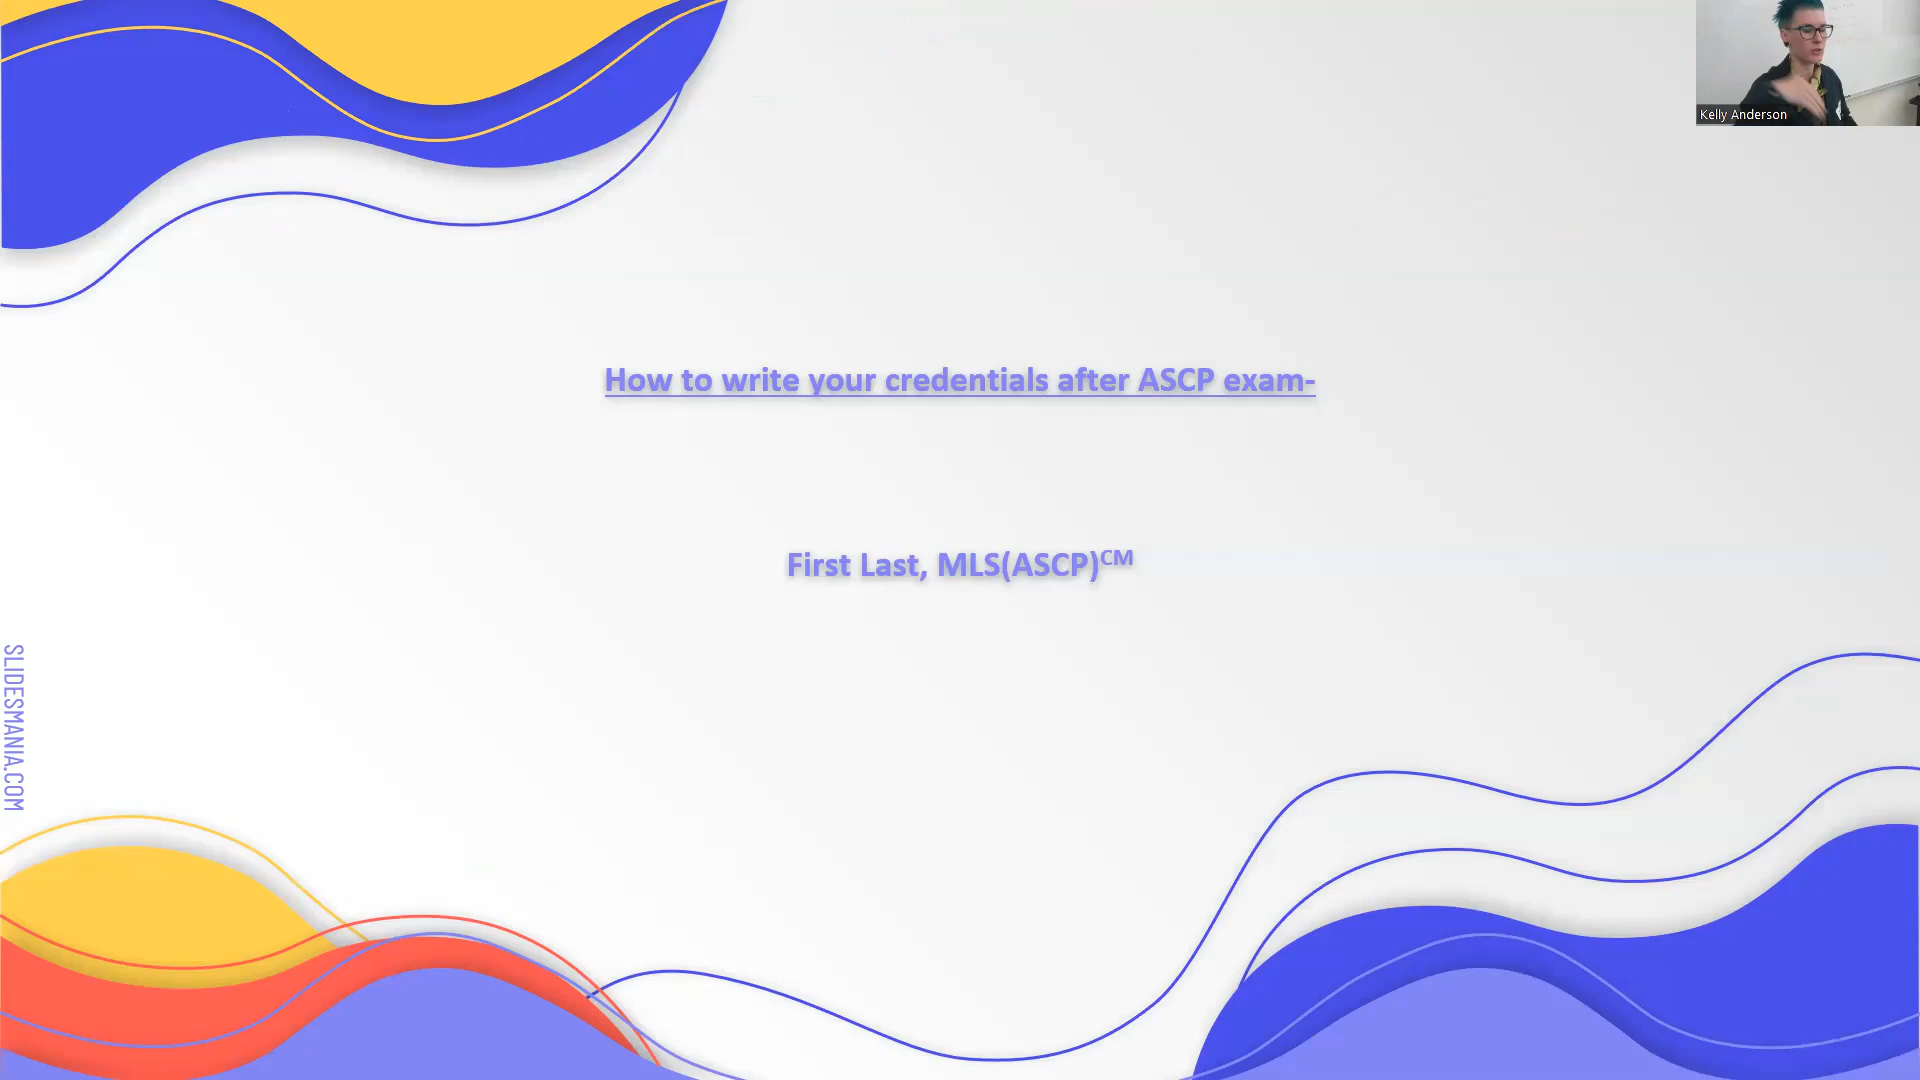 Kelly Anderson
How to write your credentials after ASCP exam-
First Last, MLS(ASCP)ᶜᴹ
SLIDESMANIA.COM